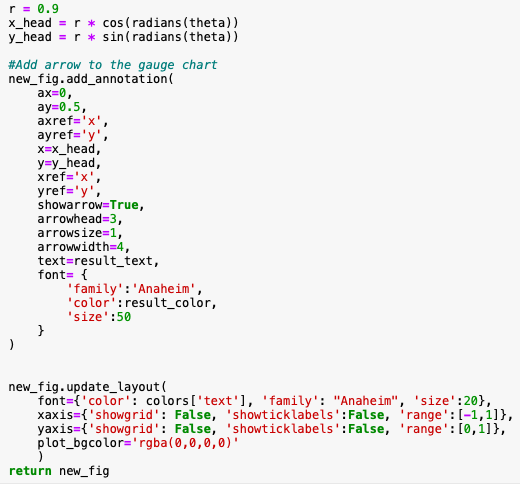 r = 0.9
x_head = r * cos(radians(theta))
y_head = r * sin(radians(theta))

#Add arrow to the gauge chart
new_fig.add_annotation(
    ax=0,
    ay=0.5,
    axref='x',
    ayref='y',
    x=x_head,
    y=y_head,
    xref='x',
    yref='y',
    showarrow=True,
    arrowhead=3,
    arrowsize=1,
    arrowwidth=4,
    text=result_text,
    font= {
        'family':'Anaheim',
        'color':result_color,
        'size':50
    }
)


new_fig.update_layout(
    font={'color': colors['text'], 'family': "Anaheim", 'size':20},
    xaxis={'showgrid': False, 'showticklabels':False, 'range':[-1,1]},
    yaxis={'showgrid': False, 'showticklabels':False, 'range':[0,1]},
    plot_bgcolor='rgba(0,0,0,0)'
    )
return new_fig